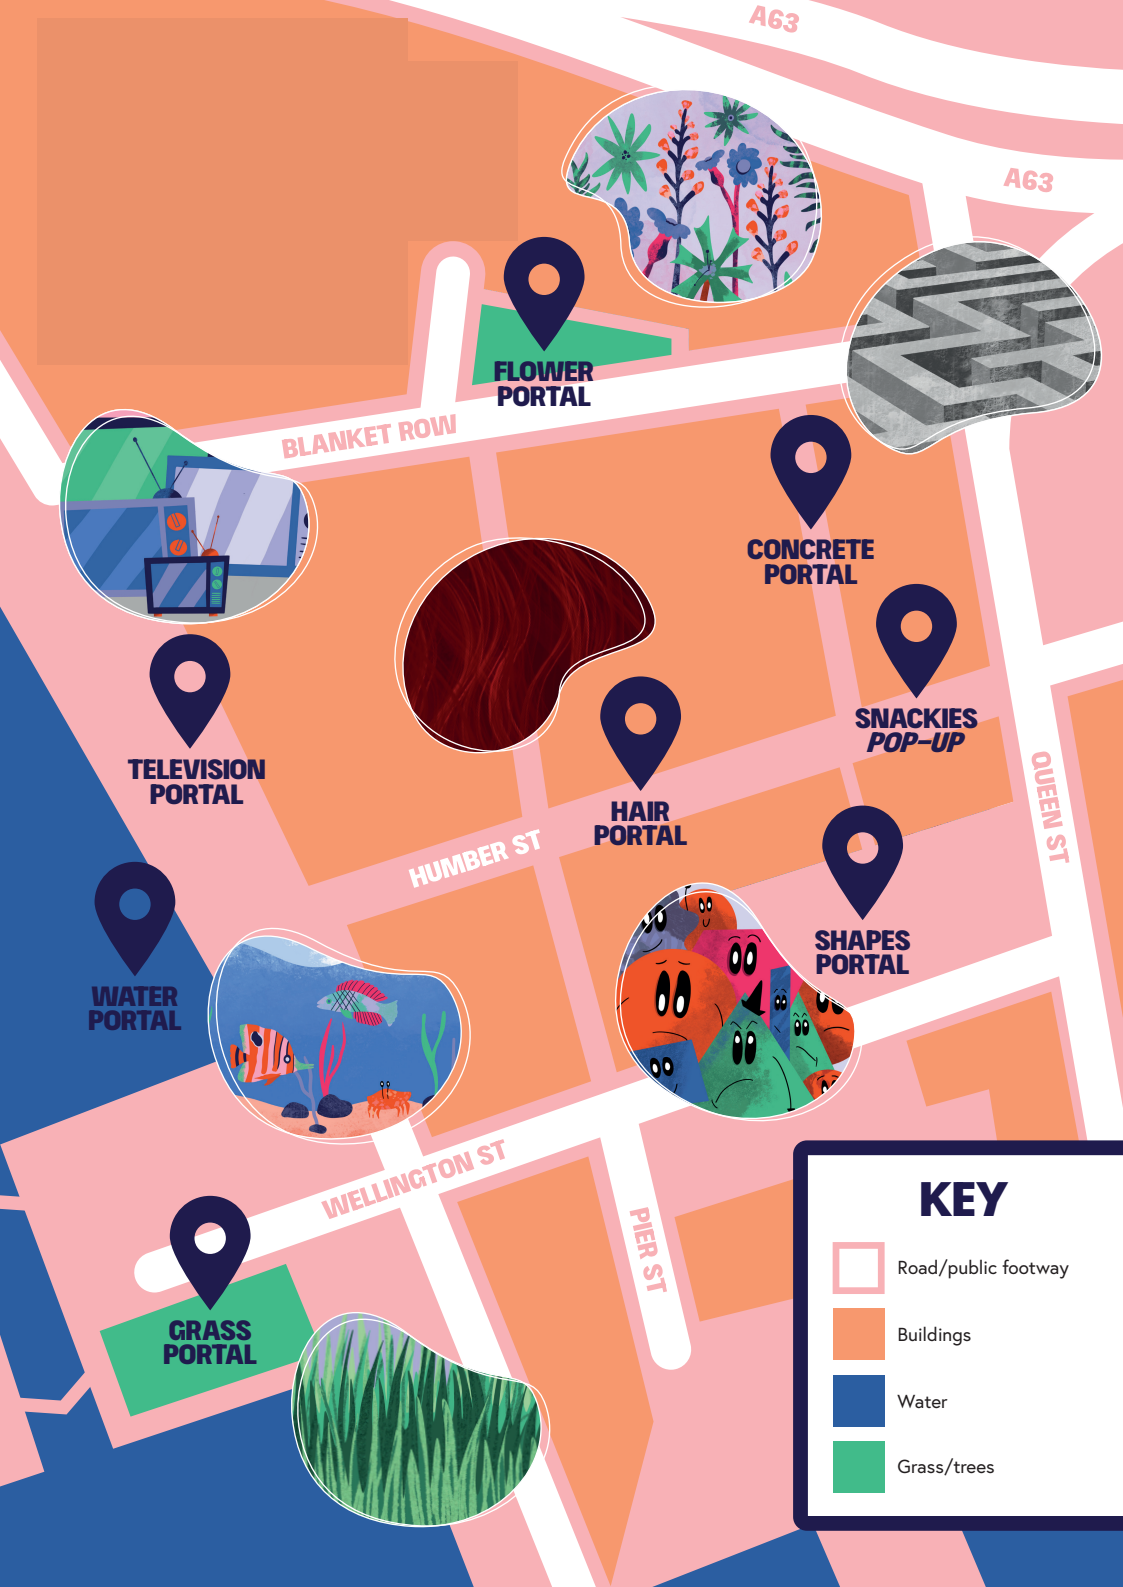 A63
A63
FLOWER
PORTAL
BLANKET ROW
CONCRETE
PORTAL
SNACKIES
POP-UP
TELEVISION
PORTAL
HAIR
PORTAL
HUMBER ST
QUEEN ST
SHAPES
PORTAL
WATER
PORTAL
WELLINGTON ST
PIER ST
GRASS
PORTAL
KEY
Road/public footway
Buildings
Water
Grass/trees